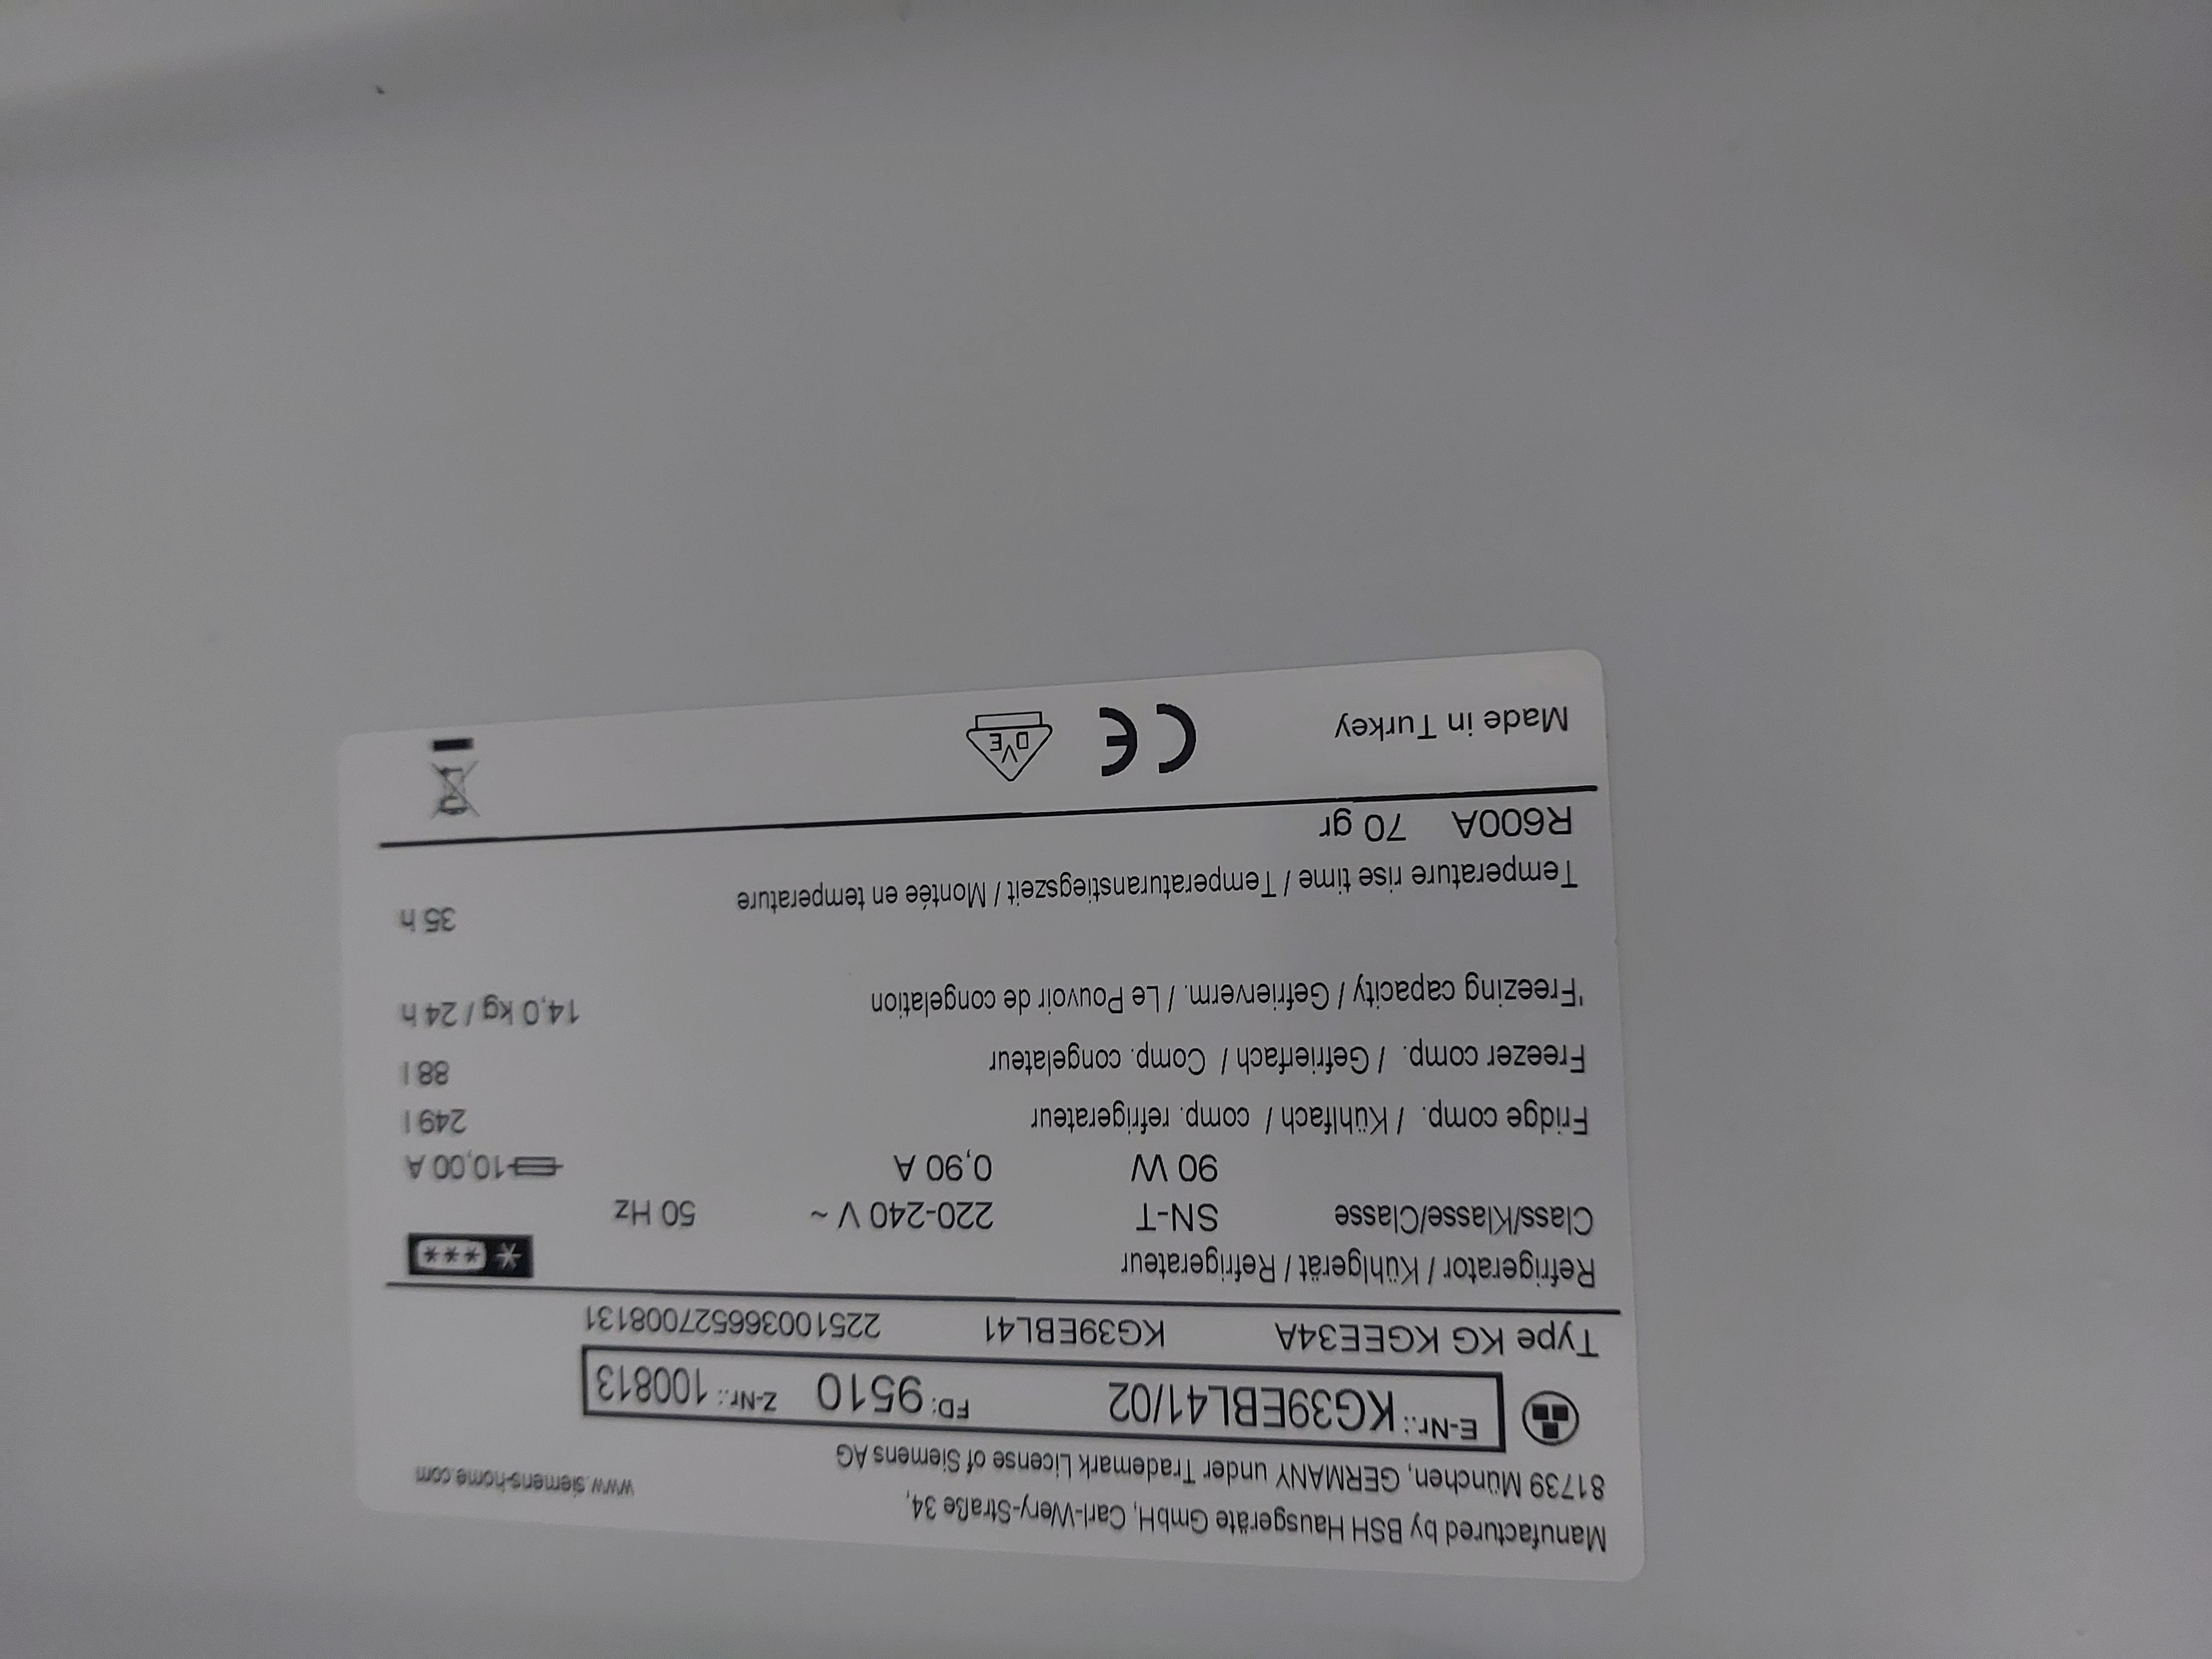 Manufactured by BSH Hausgeräte GmbH, Carl-Wery-Straße 34,
81739 München, GERMANY under Trademark License of Siemens AG www.siemens-home.com
E-Nr.: KG39EBL41/02 FD: 9510 Z-Nr.: 100813
Type KG KGEE34A KG39EBL41 225100366527008131
Refrigerator / Kühlgerät / Refrigerateur * ***
Class/Klasse/Classe SN-T 220-240 V ~ 50 Hz
90 W 0,90 A 10,00 A
Fridge comp. / Kühlfach / comp. refrigerateur 249 l
Freezer comp. / Gefrierfach / Comp. congelateur 88 l
'Freezing capacity / Gefrierverm. / Le Pouvoir de congelation 14,0 kg / 24 h
Temperature rise time / Temperaturanstiegszeit / Montée en temperature 35 h
R600A 70 gr
Made in Turkey CE DVE